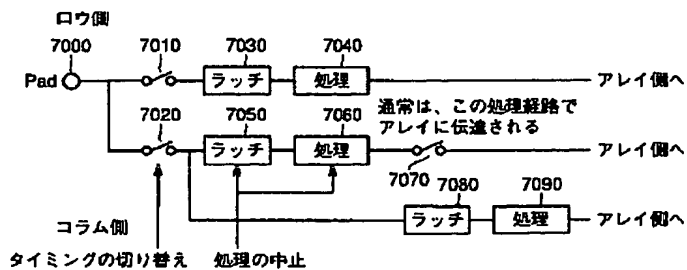 ロウ側
7000
7010
7030
7040
Pad
ラッチ
処理
アレイ側へ
通常は、この処理経路で
アレイに伝達される
7020
7050
7060
ラッチ
処理
7070
アレイ側へ
7080
7090
ラッチ
処理
アレイ側へ
コラム側
タイミングの切り替え
処理の中止